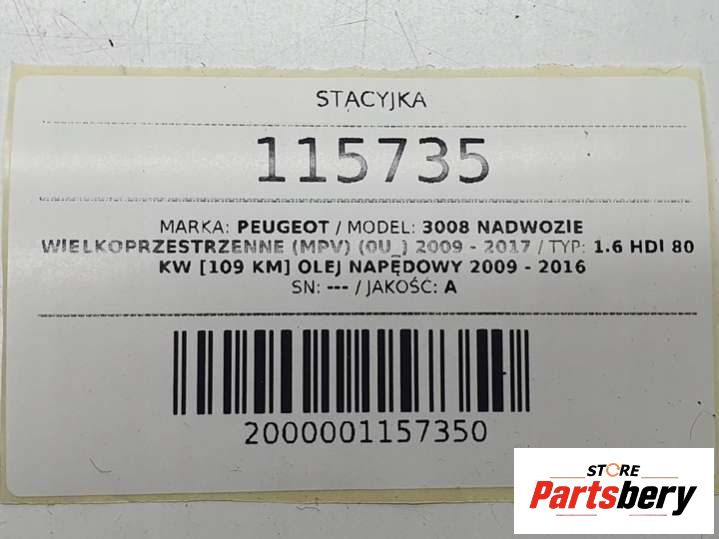 STACYJKA
115735
MARKA: PEUGEOT / MODEL: 3008 NADWOZIE
WIELKOPRZESTRZENNE (MPV) (0U_) 2009 - 2017 / TYP: 1.6 HDI 80
KW [109 KM] OLEJ NAPĘDOWY 2009 - 2016
SN: --- / JAKOŚĆ: A
2000001157350
STORE
Partsbery